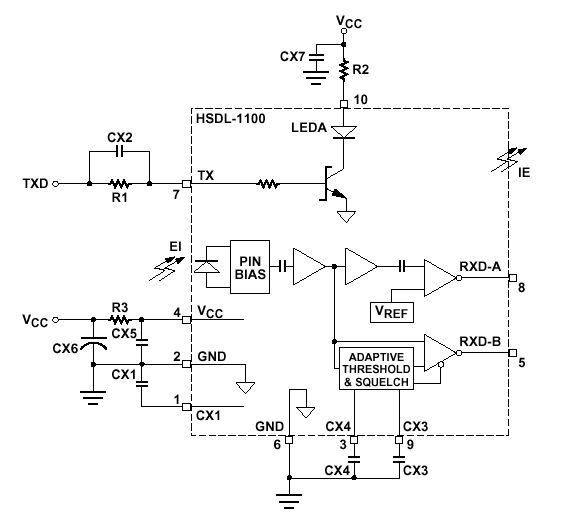 VCC
CX7
R2
10
HSDL-1100
LEDA
CX2
IE
TXD
TX
R1
7
EI
PIN
BIAS
RXD-A
8
VREF
R3
4
VCC
VCC
CX5
CX6
RXD-B
5
2
GND
ADAPTIVE
THRESHOLD
& SQUELCH
CX1
1
CX1
GND
CX4
CX3
6
3
9
CX4
CX3